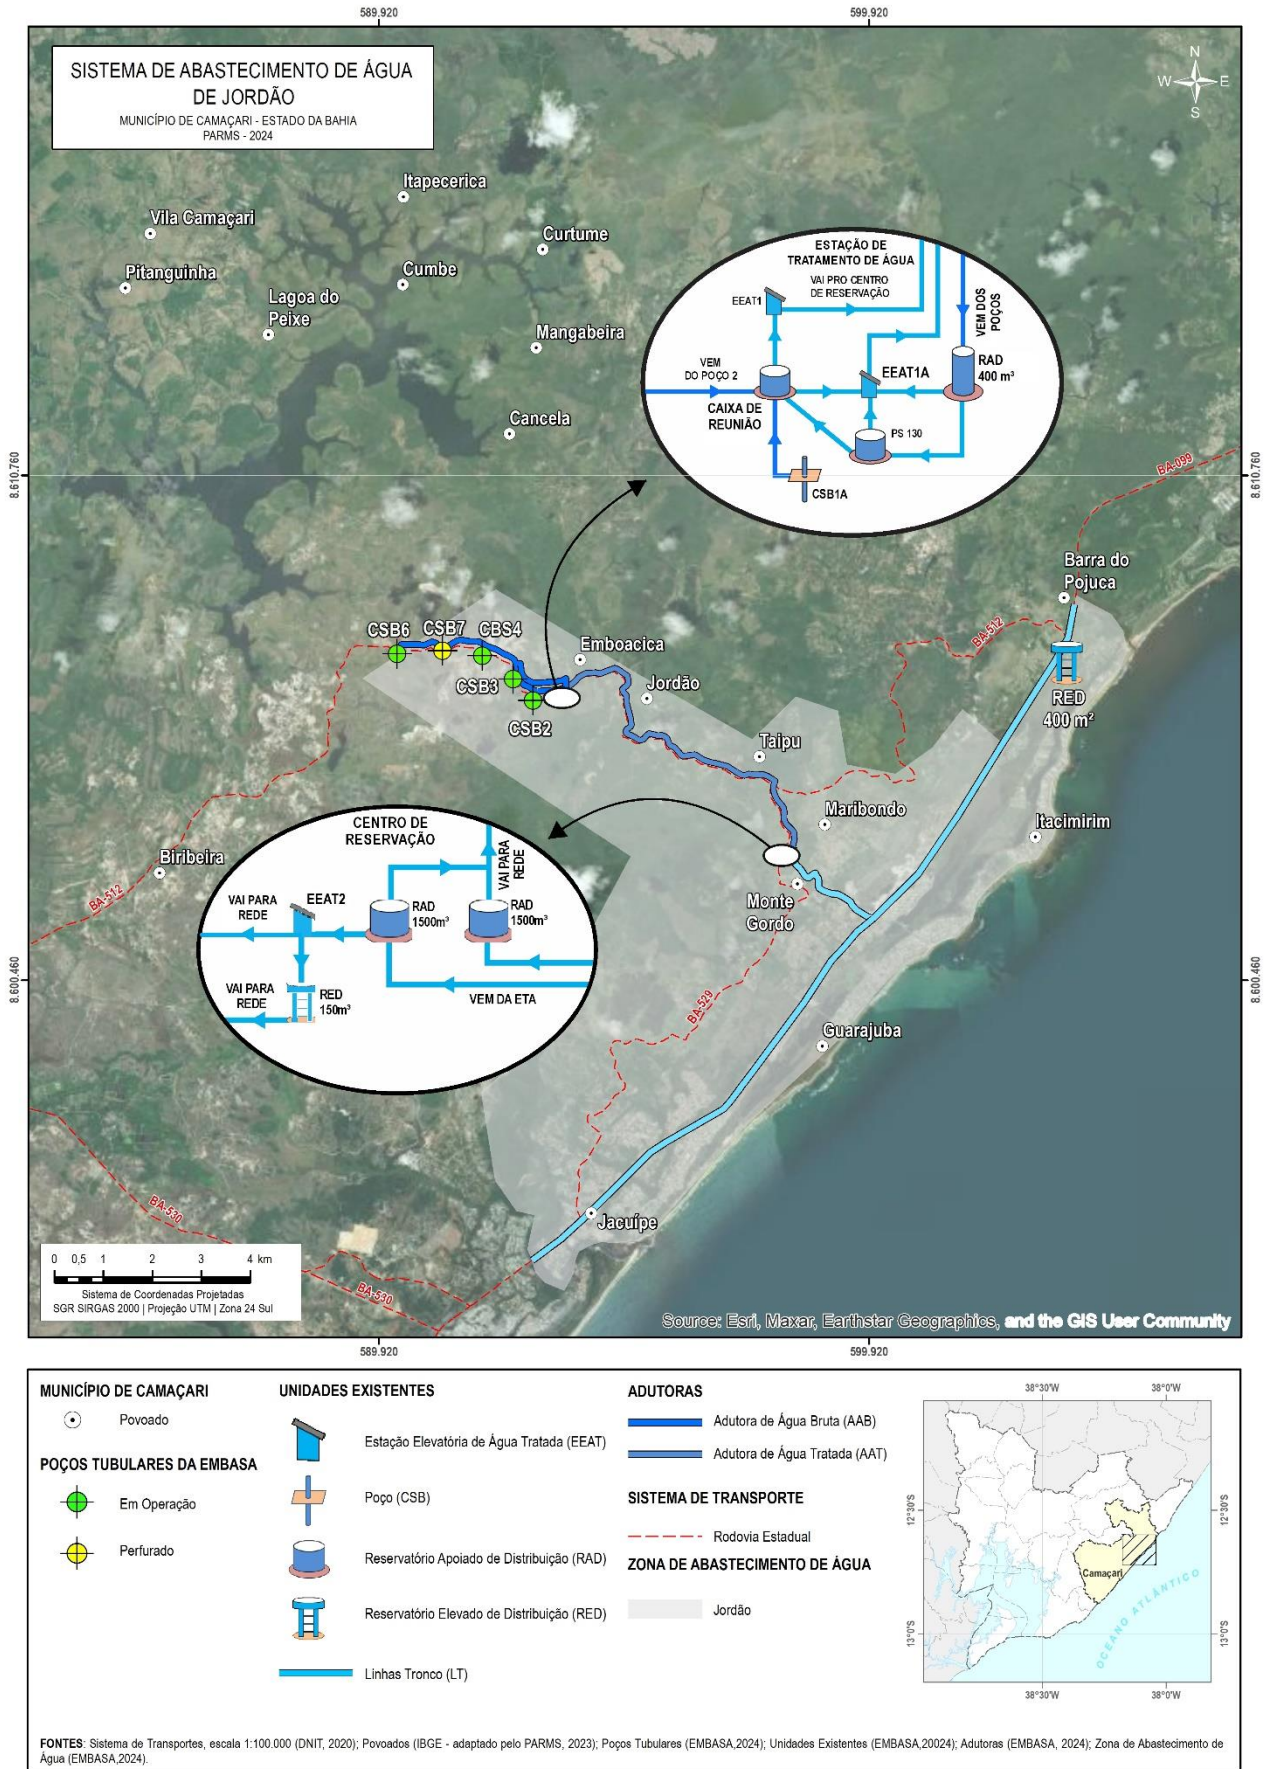 589.920
599.920
SISTEMA DE ABASTECIMENTO DE ÁGUA
DE JORDÃO
MUNICÍPIO DE CAMAÇARI - ESTADO DA BAHIA
PARMS - 2024
N
W
E
S
Itapecerica
Vila Camaçari
Curtume
Pitanguinha
Cumbe
Lagoa do
Peixe
Mangabeira
Cancela
ESTAÇÃO DE
TRATAMENTO DE ÁGUA
VAI PRO CENTRO
DE RESERVAÇÃO
EEAT1
VEM DOS
POÇOS
VEM
DO POÇO 2
EEAT1A
RAD
400 m³
CAIXA DE
REUNIÃO
PS 130
CSB1A
8.610.760
8.610.760
BA-099
Barra do
Pojuca
BA-512
CSB6
CSB7
CBS4
Emboacica
CSB3
Jordão
CSB2
RED
400 m²
Taipu
Maribondo
Itacimirim
CENTRO DE
RESERVAÇÃO
Biribeira
BA-512
VAI PARA
REDE
EEAT2
RAD
1500m³
RAD
1500m³
VAI PARA
REDE
Monte
Gordo
VAI PARA
REDE
RED
150m³
VEM DA ETA
8.600.460
8.600.460
BA-529
Guarajuba
BA-530
Jacuípe
BA-530
0 0,5 1 2 3 4 km
Sistema de Coordenadas Projetadas
SGR SIRGAS 2000 | Projeção UTM | Zona 24 Sul
Source: Esri, Maxar, Earthstar Geographics, and the GIS User Community
589.920
599.920
MUNICÍPIO DE CAMAÇARI
Povoado
POÇOS TUBULARES DA EMBASA
Em Operação
Perfurado
UNIDADES EXISTENTES
Estação Elevatória de Água Tratada (EEAT)
Poço (CSB)
Reservatório Apoiado de Distribuição (RAD)
Reservatório Elevado de Distribuição (RED)
Linhas Tronco (LT)
ADUTORAS
Adutora de Água Bruta (AAB)
Adutora de Água Tratada (AAT)
SISTEMA DE TRANSPORTE
Rodovia Estadual
ZONA DE ABASTECIMENTO DE ÁGUA
Jordão
38°30'W
38°0'W
12°30'S
12°30'S
Camaçari
OCEANO ATLÂNTICO
13°0'S
13°0'S
38°30'W
38°0'W
FONTES: Sistema de Transportes, escala 1:100.000 (DNIT, 2020); Povoados (IBGE - adaptado pelo PARMS, 2023); Poços Tubulares (EMBASA,2024); Unidades Existentes (EMBASA,20024); Adutoras (EMBASA, 2024); Zona de Abastecimento de
Água (EMBASA,2024).